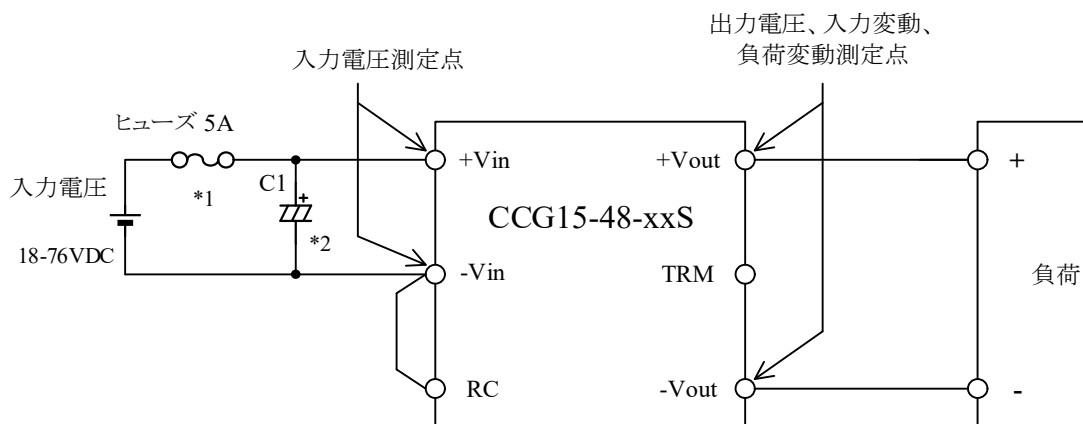 出力電圧、入力変動、
負荷変動測定点
入力電圧測定点
ヒューズ 5A
*1
入力電圧
18-76VDC
C1
+
*2
+Vin
-Vin
RC
CCG15-48-xxS
+Vout
TRM
-Vout
+
負荷
-